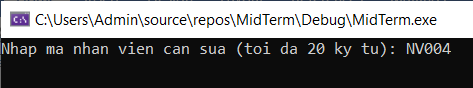 C:\Users\Admin\source\repos\MidTerm\Debug\MidTerm.exe
Nhap ma nhan vien can sua (toi da 20 ky tu): NV004